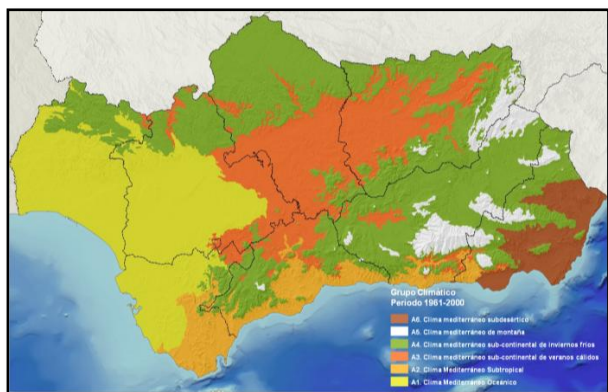 Grupo Climático
Periodo 1961-2000
A6. Clima mediterráneo subdesértico
A5. Clima mediterráneo de montaña
A4. Clima mediterráneo sub-continental de inviernos fríos
A3. Clima mediterráneo sub-continental de veranos cálidos
A2. Clima Mediterráneo Subtropical
A1. Clima Mediterráneo Oceánico